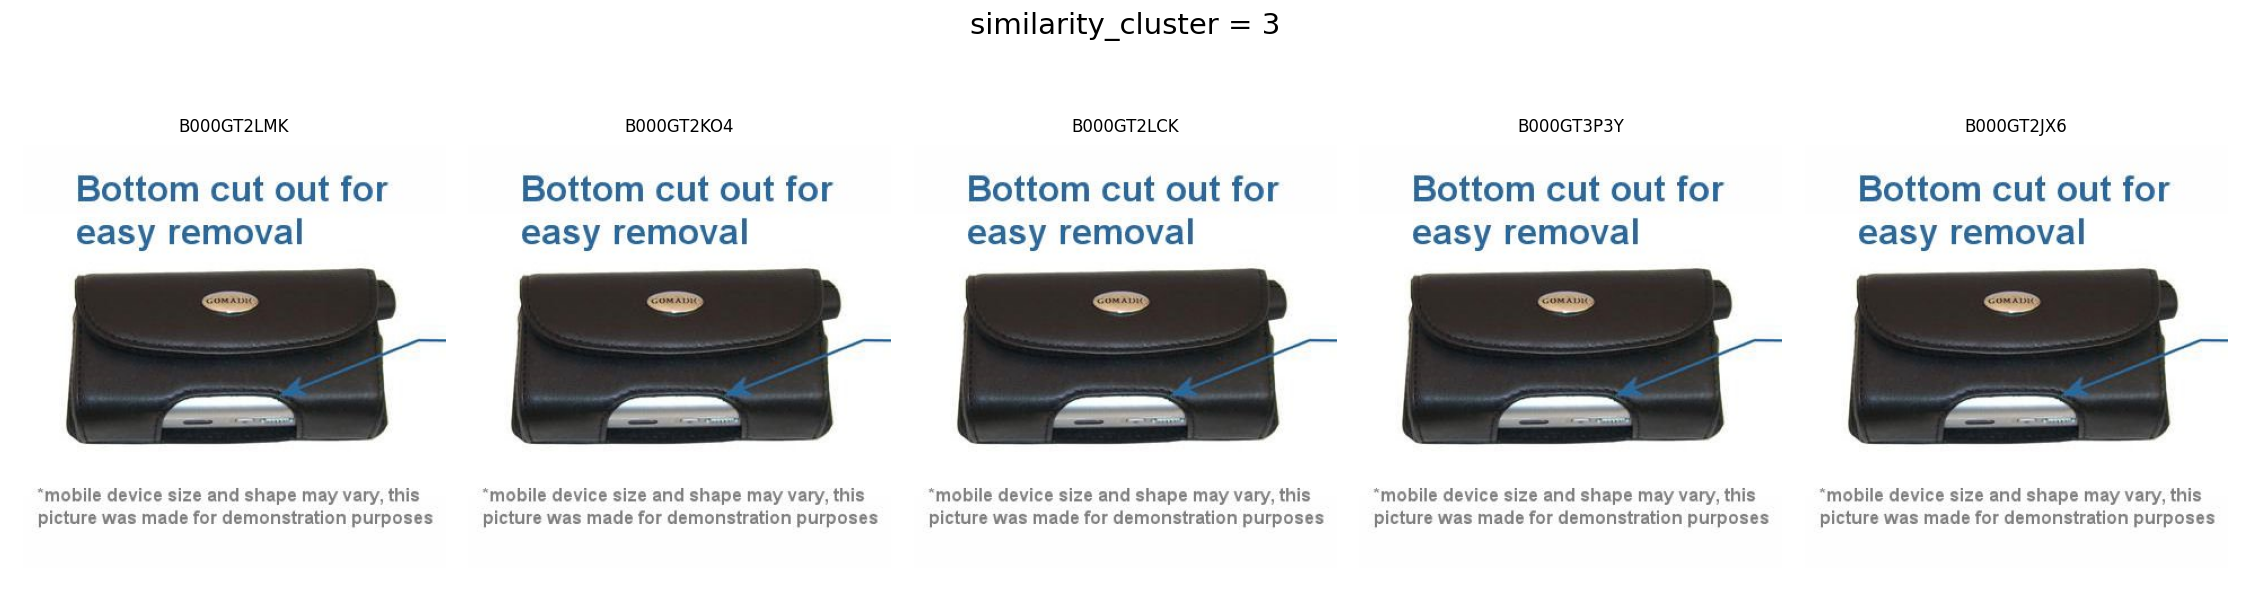 similarity_cluster = 3
B000GT2LMK
B000GT2KO4
B000GT2LCK
B000GT3P3Y
B000GT2JX6
Bottom cut out for
easy removal
GOMADIC
*mobile device size and shape may vary, this
picture was made for demonstration purposes
Bottom cut out for
easy removal
GOMADIC
*mobile device size and shape may vary, this
picture was made for demonstration purposes
Bottom cut out for
easy removal
GOMADIC
*mobile device size and shape may vary, this
picture was made for demonstration purposes
Bottom cut out for
easy removal
GOMADIC
*mobile device size and shape may vary, this
picture was made for demonstration purposes
Bottom cut out for
easy removal
GOMADIC
*mobile device size and shape may vary, this
picture was made for demonstration purposes